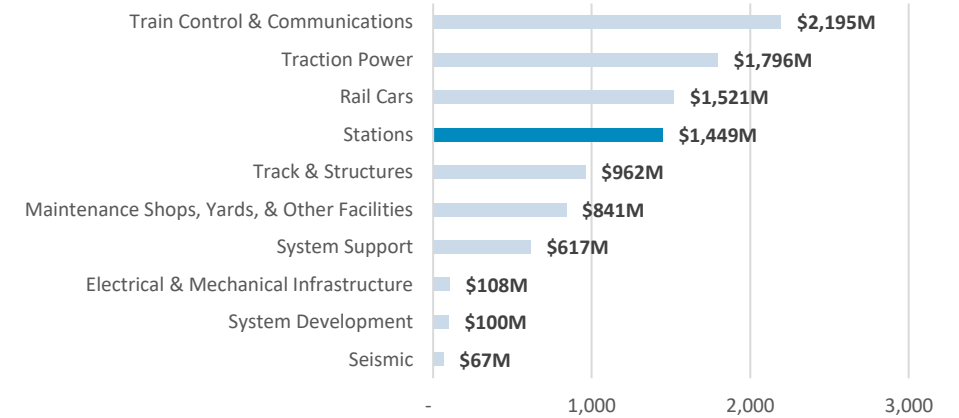 Train Control & Communications $2,195M
Traction Power $1,796M
Rail Cars $1,521M
Stations $1,449M
Track & Structures $962M
Maintenance Shops, Yards, & Other Facilities $841M
System Support $617M
Electrical & Mechanical Infrastructure $108M
System Development $100M
Seismic $67M
- 1,000 2,000 3,000